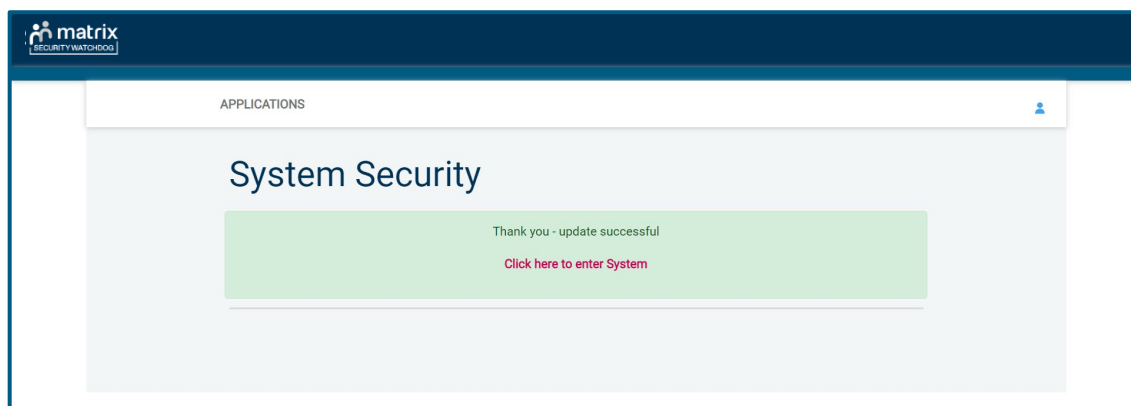 matrix
SECURITY WATCHDOG
APPLICATIONS
System Security
Thank you - update successful
Click here to enter System